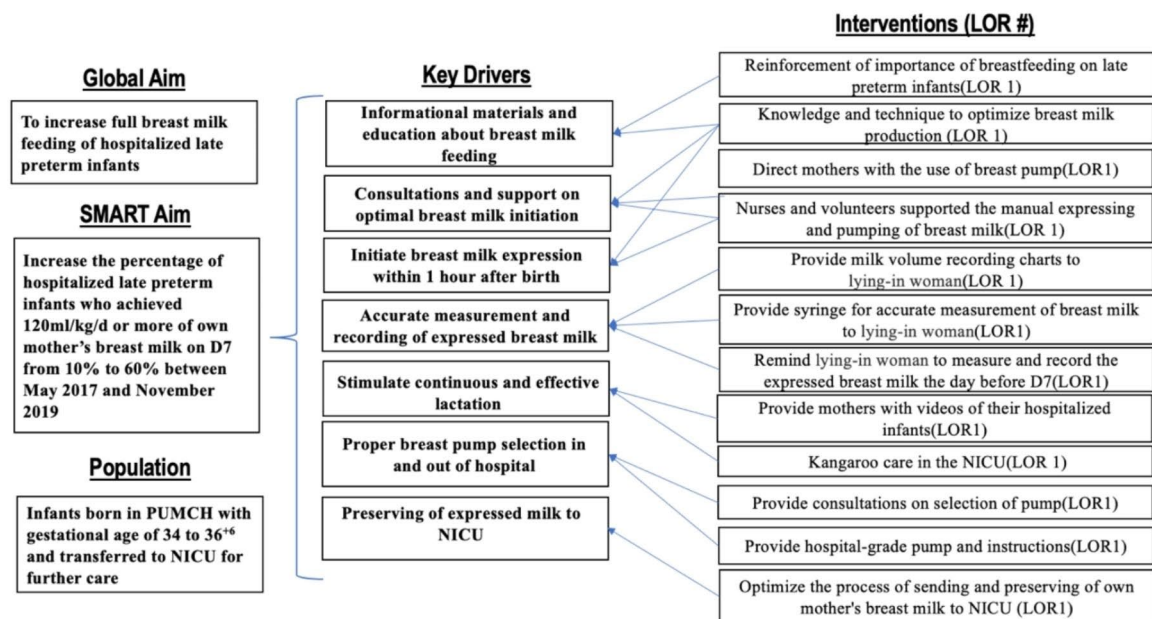 Global Aim
To increase full breast milk
feeding of hospitalized late
preterm infants
SMART Aim
Increase the percentage of
hospitalized late preterm
infants who achieved
120ml/kg/d or more of own
mother's breast milk on D7
from 10% to 60% between
May 2017 and November
2019
Population
Infants born in PUMCH with
gestational age of 34 to 36+6
and transferred to NICU for
further care
Key Drivers
Informational materials and
education about breast milk
feeding
Consultations and support on
optimal breast milk initiation
Initiate breast milk expression
within 1 hour after birth
Accurate measurement and
recording of expressed breast milk
Stimulate continuous and effective
lactation
Proper breast pump selection in
and out of hospital
Preserving of expressed milk to
NICU
Interventions (LOR #)
Reinforcement of importance of breastfeeding on late
preterm infants(LOR 1)
Knowledge and technique to optimize breast milk
production (LOR 1)
Direct mothers with the use of breast pump(LOR1)
Nurses and volunteers supported the manual expressing
and pumping of breast milk(LOR 1)
Provide milk volume recording charts to
lying-in woman(LOR 1)
Provide syringe for accurate measurement of breast milk
to lying-in woman(LOR1)
Remind lying-in woman to measure and record the
expressed breast milk the day before D7(LOR1)
Provide mothers with videos of their hospitalized
infants(LOR1)
Kangaroo care in the NICU(LOR 1)
Provide consultations on selection of pump(LOR1)
Provide hospital-grade pump and instructions(LOR1)
Optimize the process of sending and preserving of own
mother's breast milk to NICU (LOR1)